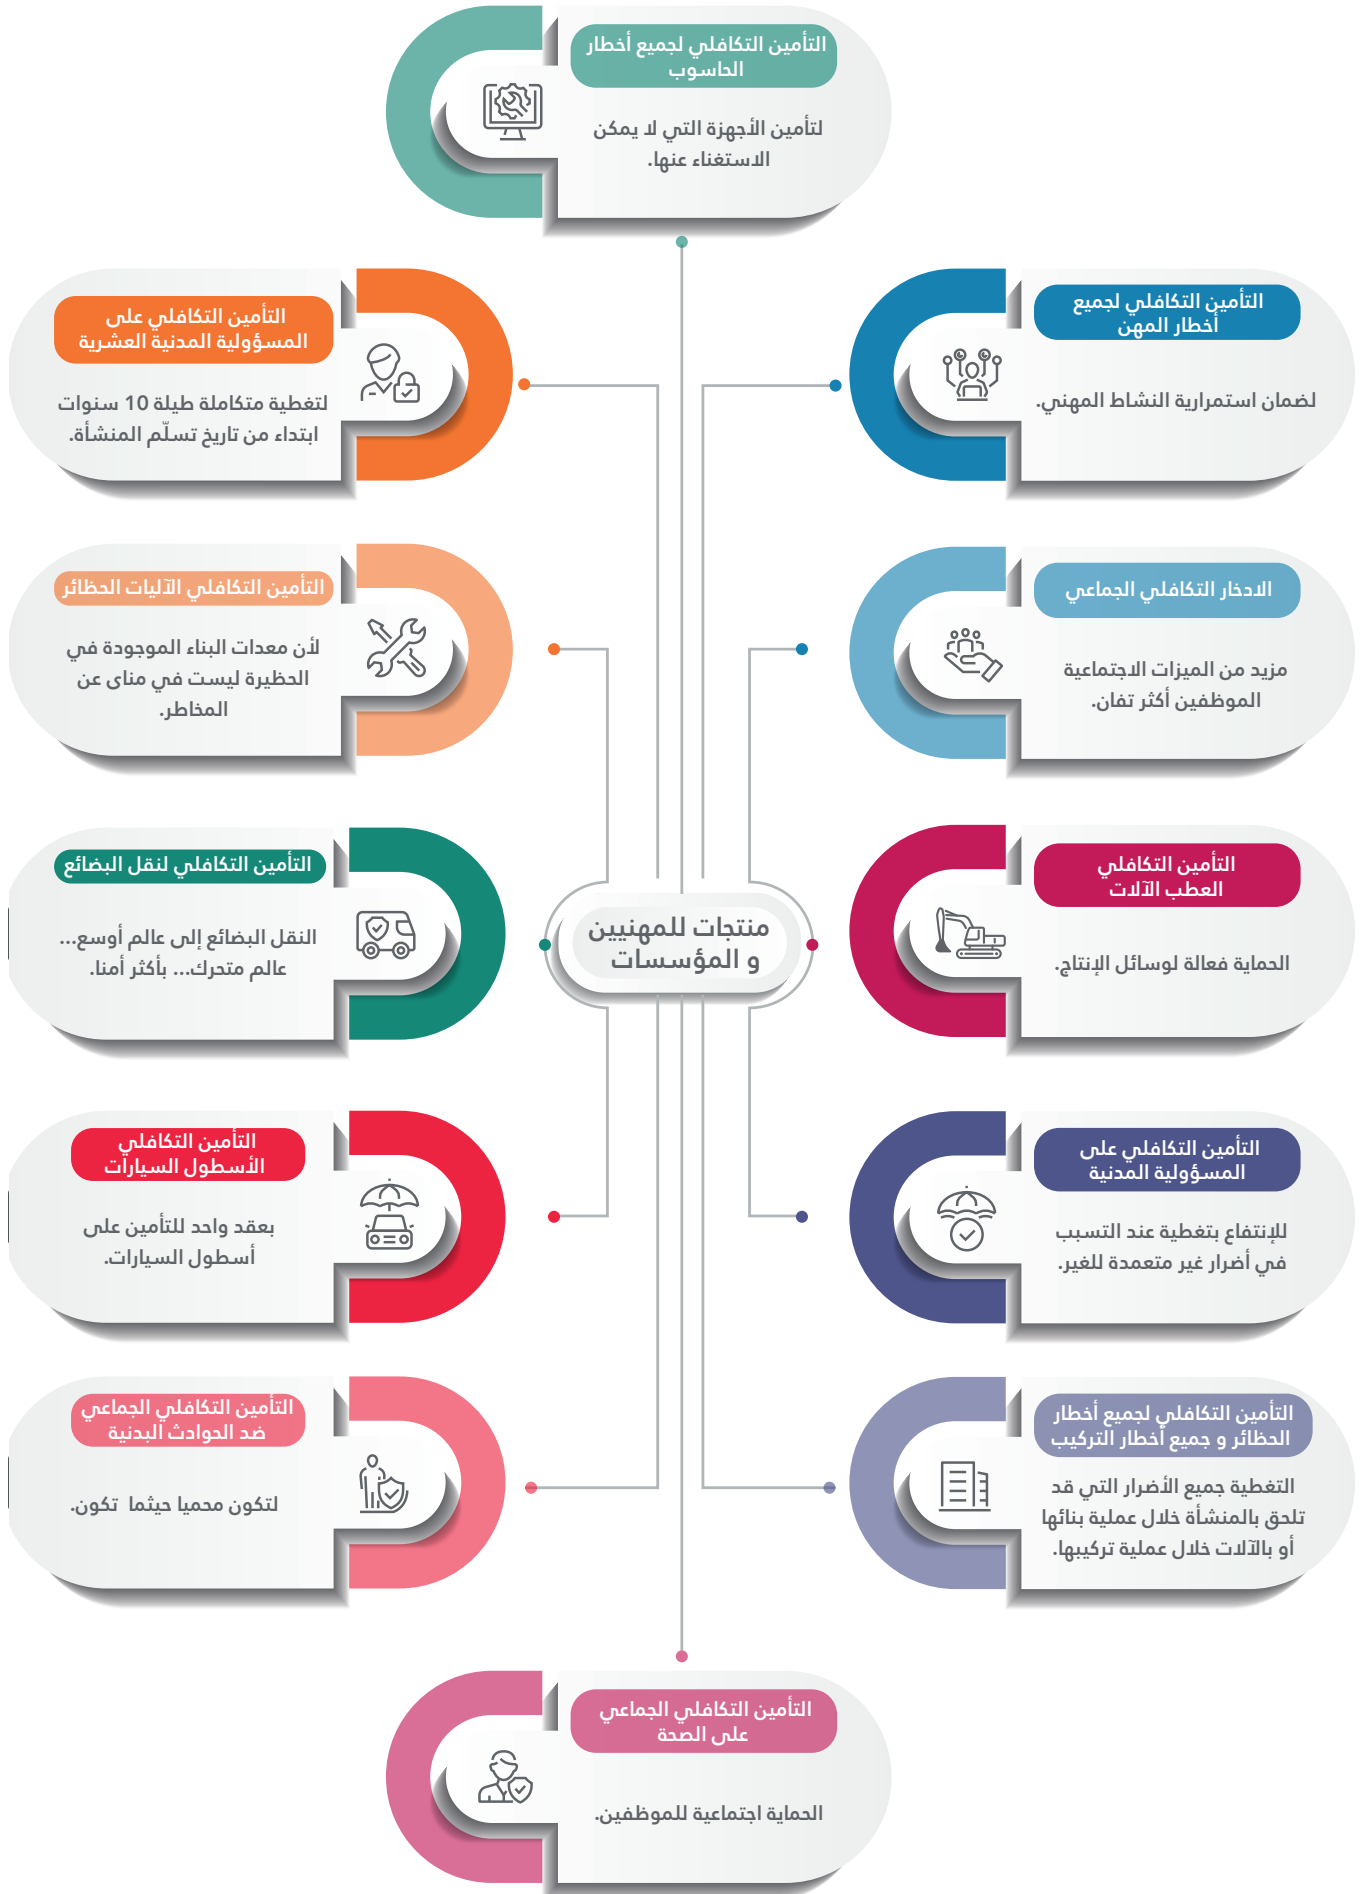 التأمين التكافلي لجميع أخطار
الحاسوب
لتأمين الأجهزة التي لا يمكن
الاستغناء عنها.
التأمين التكافلي لجميع
أخطار المهن
لضمان استمرارية النشاط المهني.
التأمين التكافلي على
المسؤولية المدنية العشرية
لتغطية متكاملة طيلة 10 سنوات
ابتداء من تاريخ تسلّم المنشأة.
الادخار التكافلي الجماعي
مزيد من الميزات الاجتماعية
الموظفين أكثر تفان.
التأمين التكافلي الآليات الحظائر
لأن معدات البناء الموجودة في
الحظيرة ليست في مناى عن
المخاطر.
التأمين التكافلي
العطب الآلات
الحماية فعالة لوسائل الإنتاج.
منتجات للمهنيين
و المؤسسات
التأمين التكافلي لنقل البضائع
النقل البضائع إلى عالم أوسع...
عالم متحرك... بأكثر أمنا.
التأمين التكافلي على
المسؤولية المدنية
للإنتفاع بتغطية عند التسبب
في أضرار غير متعمدة للغير.
التأمين التكافلي
الأسطول السيارات
بعقد واحد للتأمين على
أسطول السيارات.
التأمين التكافلي لجميع أخطار
الحظائر و جميع أخطار التركيب
التغطية جميع الأضرار التي قد
تلحق بالمنشأة خلال عملية بنائها
أو بالآلات خلال عملية تركيبها.
التأمين التكافلي الجماعي
ضد الحوادث البدنية
لتكون محميا حيثما تكون.
التأمين التكافلي الجماعي
على الصحة
الحماية اجتماعية للموظفين.